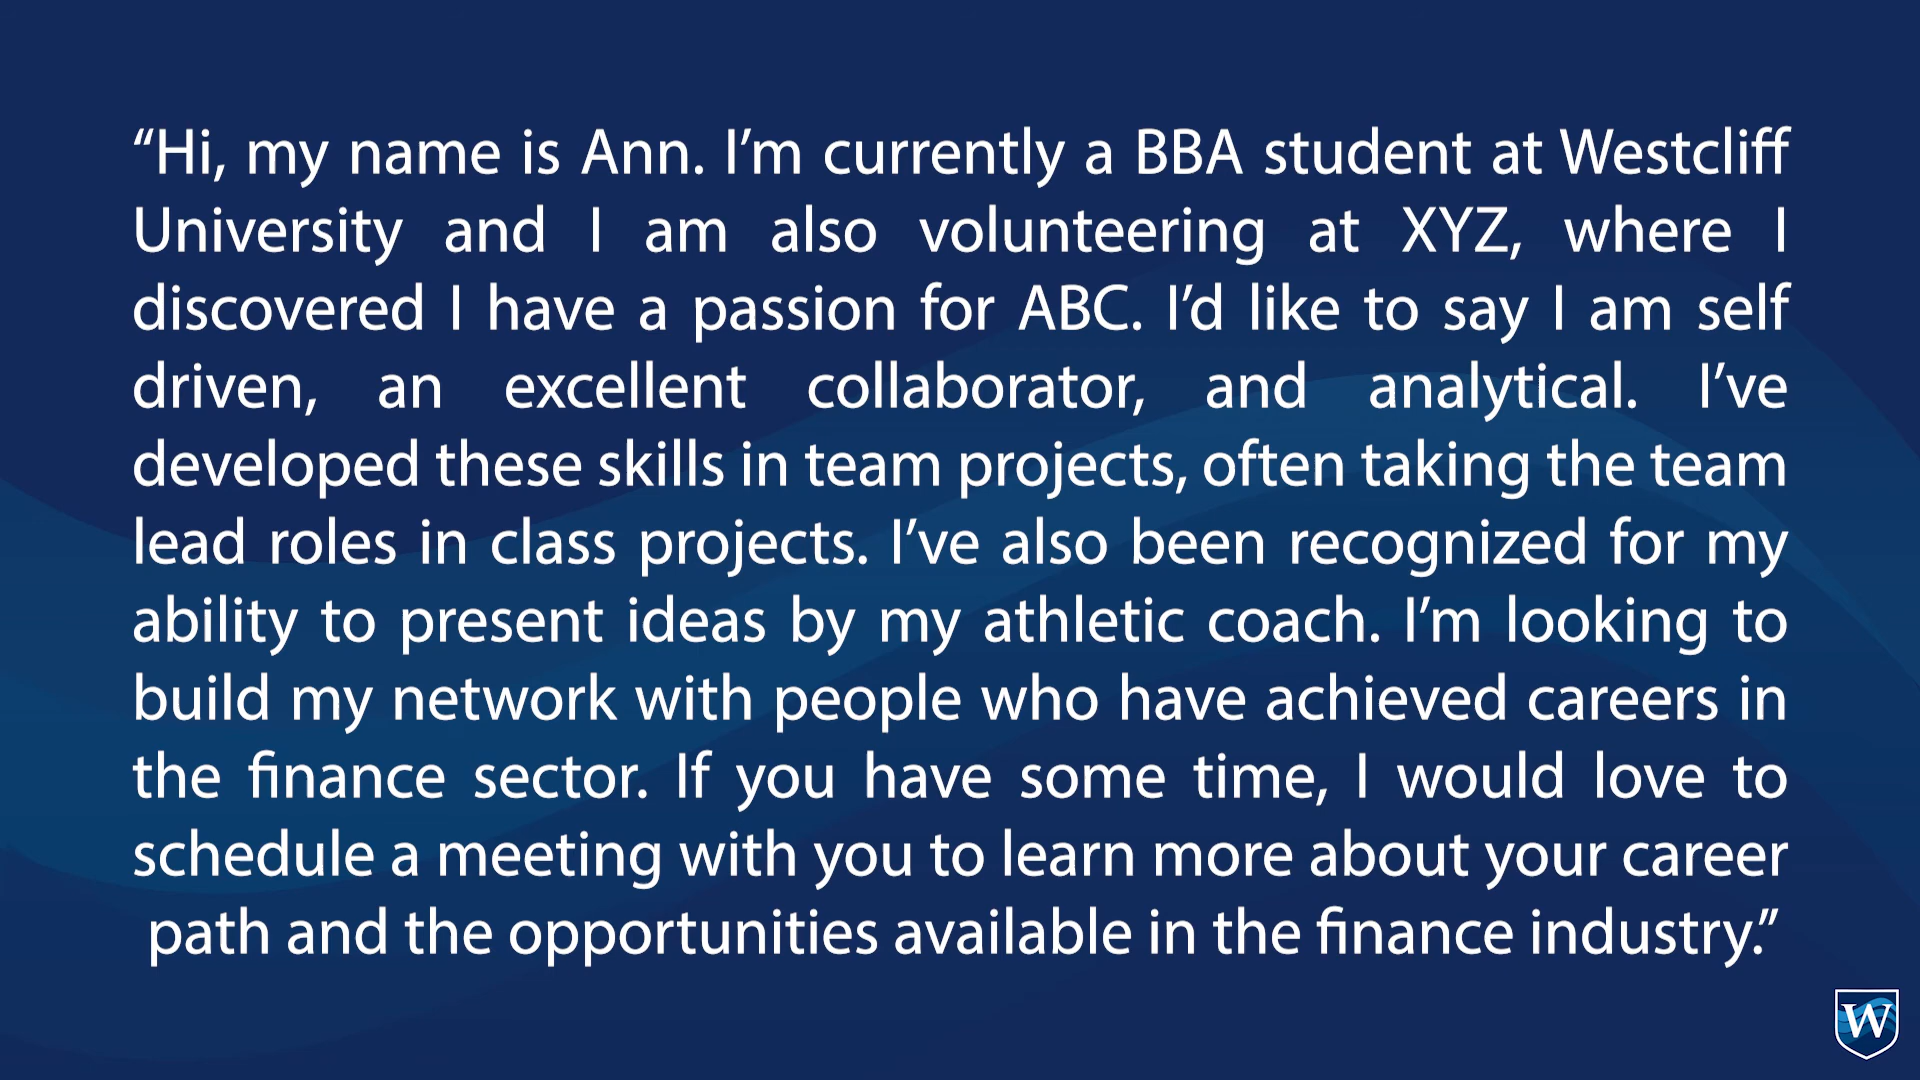 “Hi, my name is Ann. I’m currently a BBA student at Westcliff
University and I am also volunteering at XYZ, where I
discovered I have a passion for ABC. I’d like to say I am self
driven, an excellent collaborator, and analytical. I’ve
developed these skills in team projects, often taking the team
lead roles in class projects. I’ve also been recognized for my
ability to present ideas by my athletic coach. I’m looking to
build my network with people who have achieved careers in
the finance sector. If you have some time, I would love to
schedule a meeting with you to learn more about your career
path and the opportunities available in the finance industry.”
W